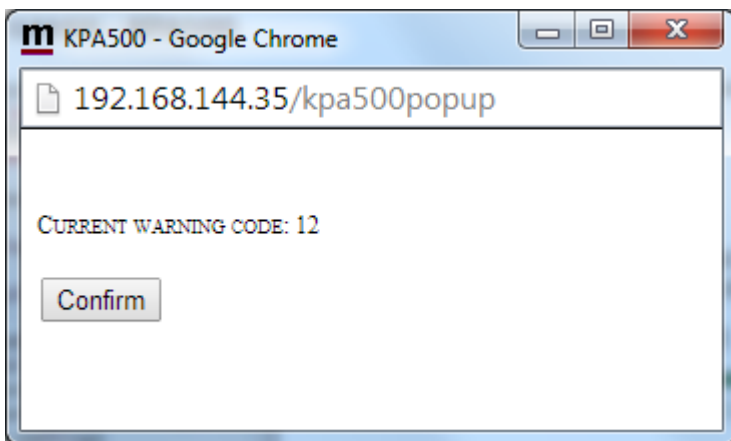 m KPA500 - Google Chrome
192.168.144.35/kpa500popup
CURRENT WARNING CODE: 12
Confirm